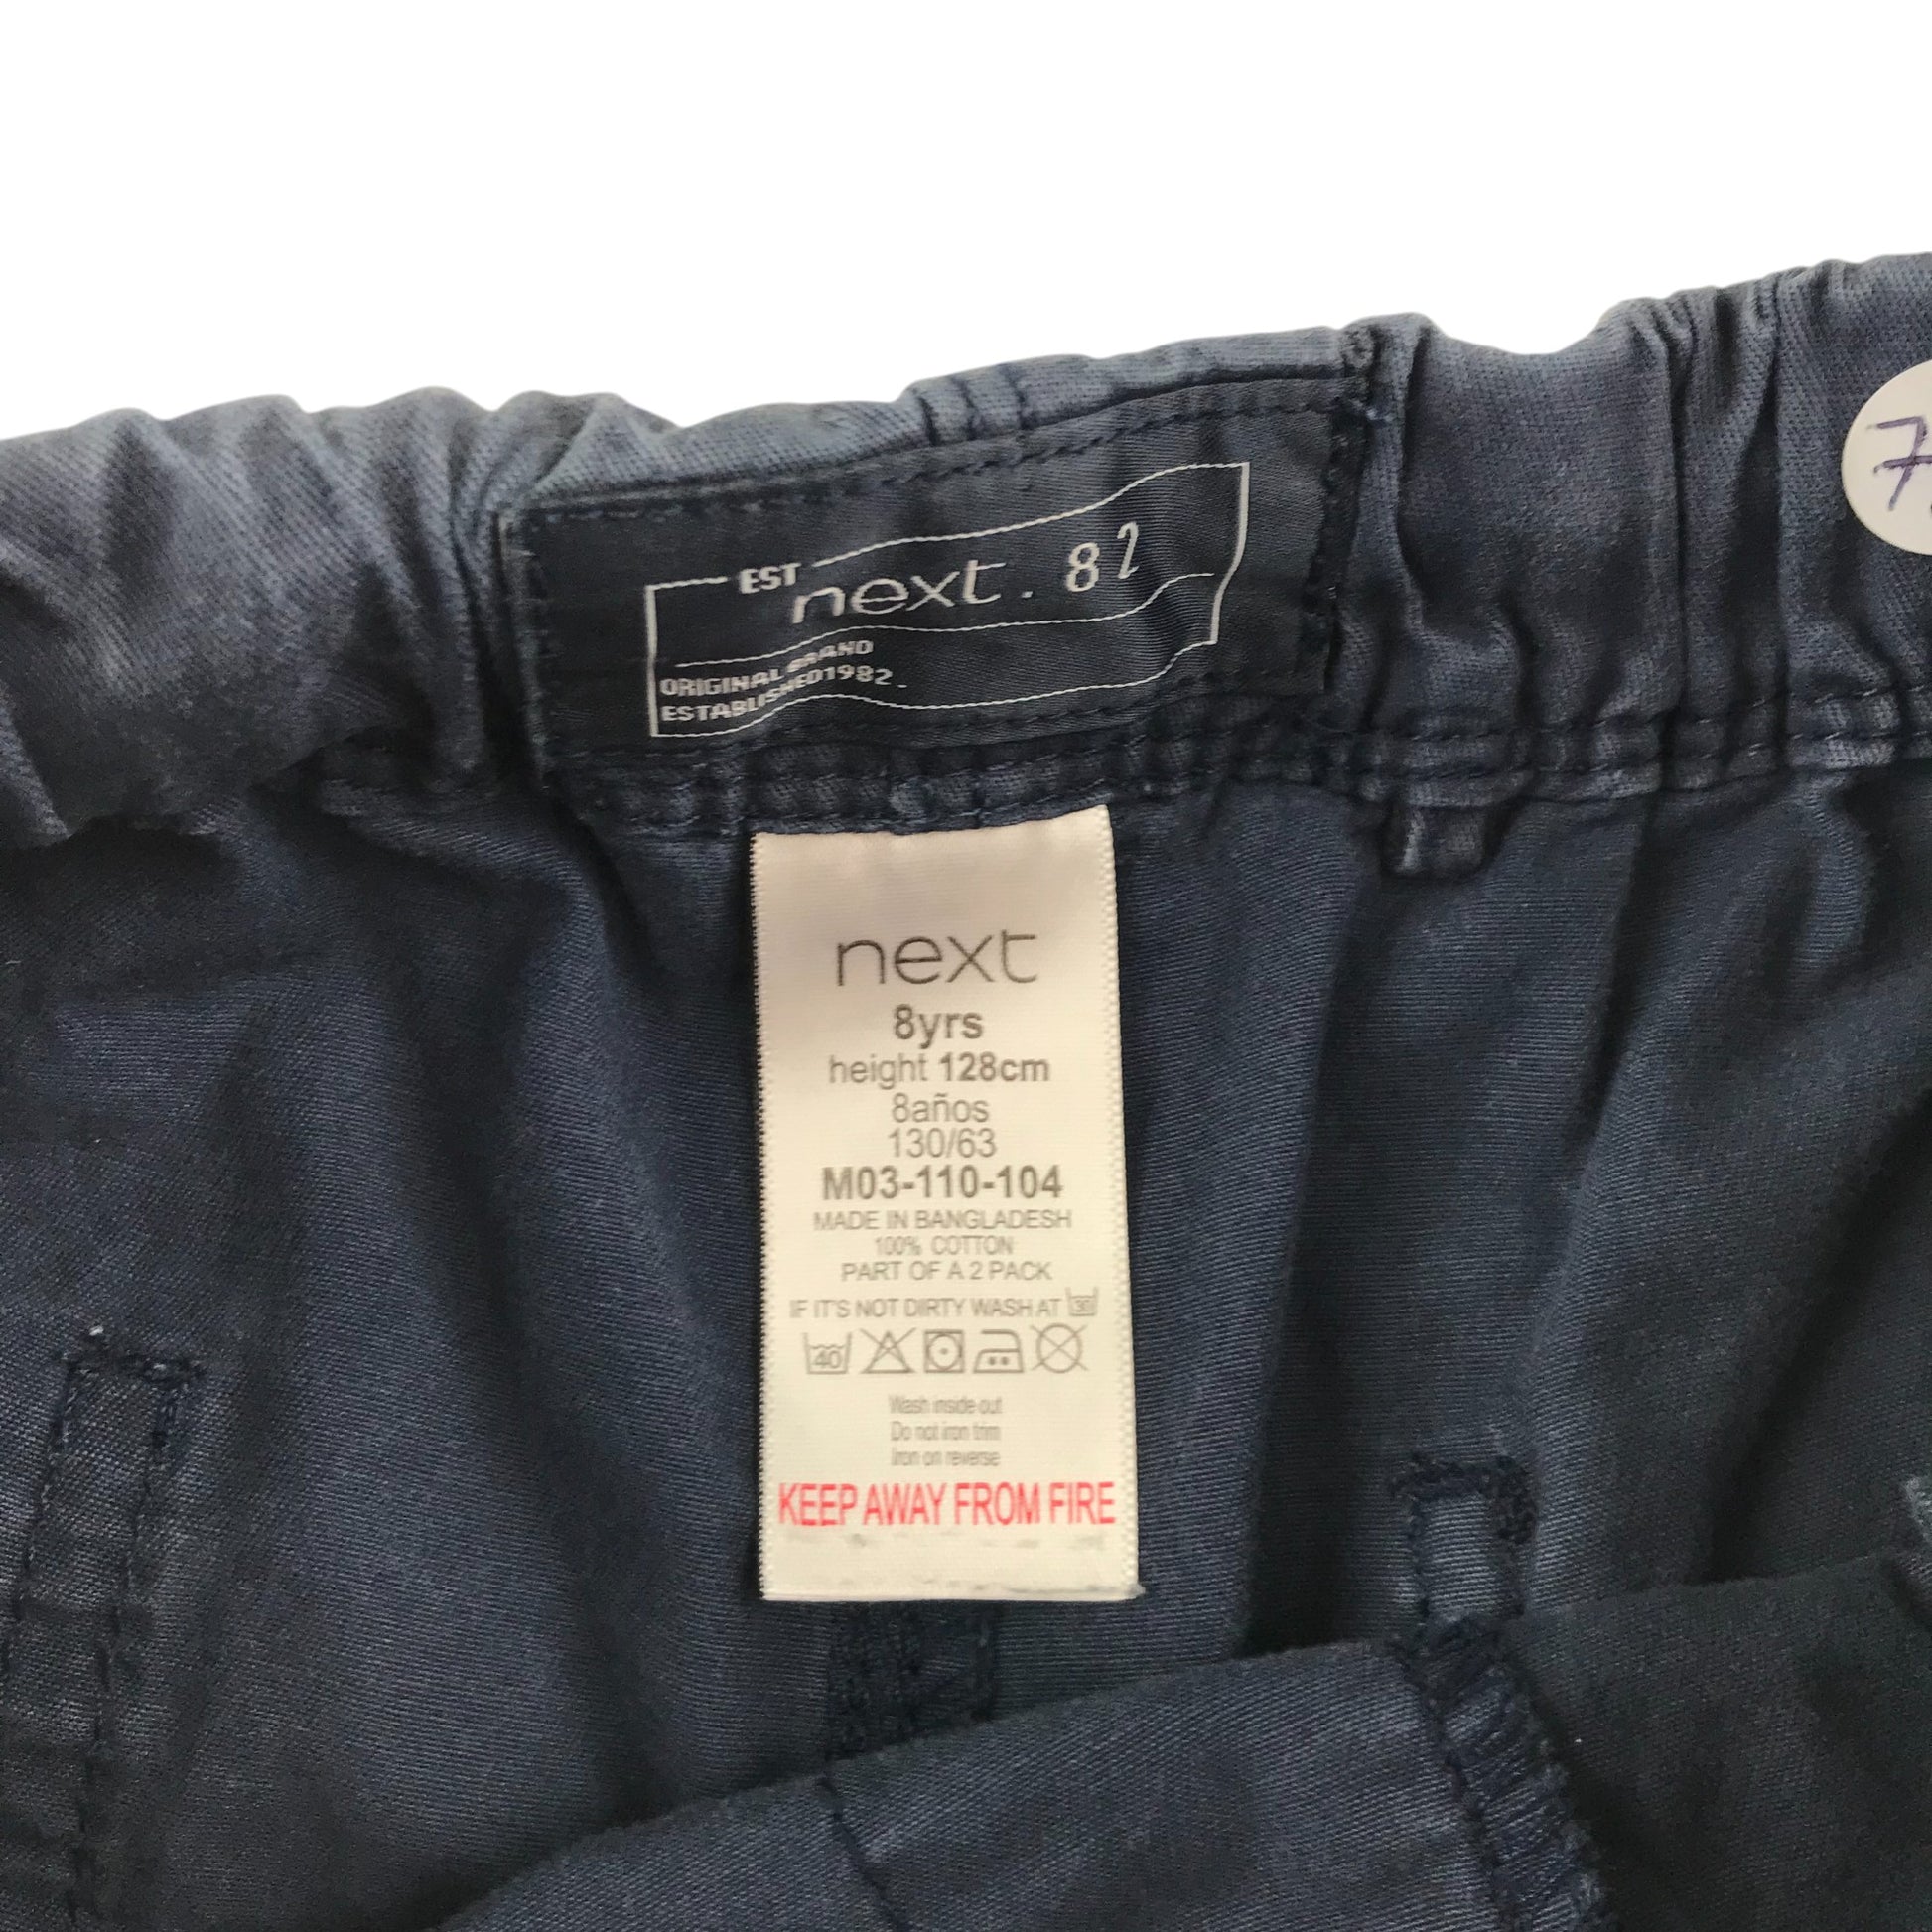 EST
next. 82
ORIGINAL BRAND
ESTABLISHED1982.
7
next
8yrs
height 128cm
8años
130/63
M03-110-104
MADE IN BANGLADESH
100% COTTON
PART OF A 2 PACK
IF IT'S NOT DIRTY WASH AT 30
40
Wash inside out
Do not iron trim
Iron on reverse
KEEP AWAY FROM FIRE